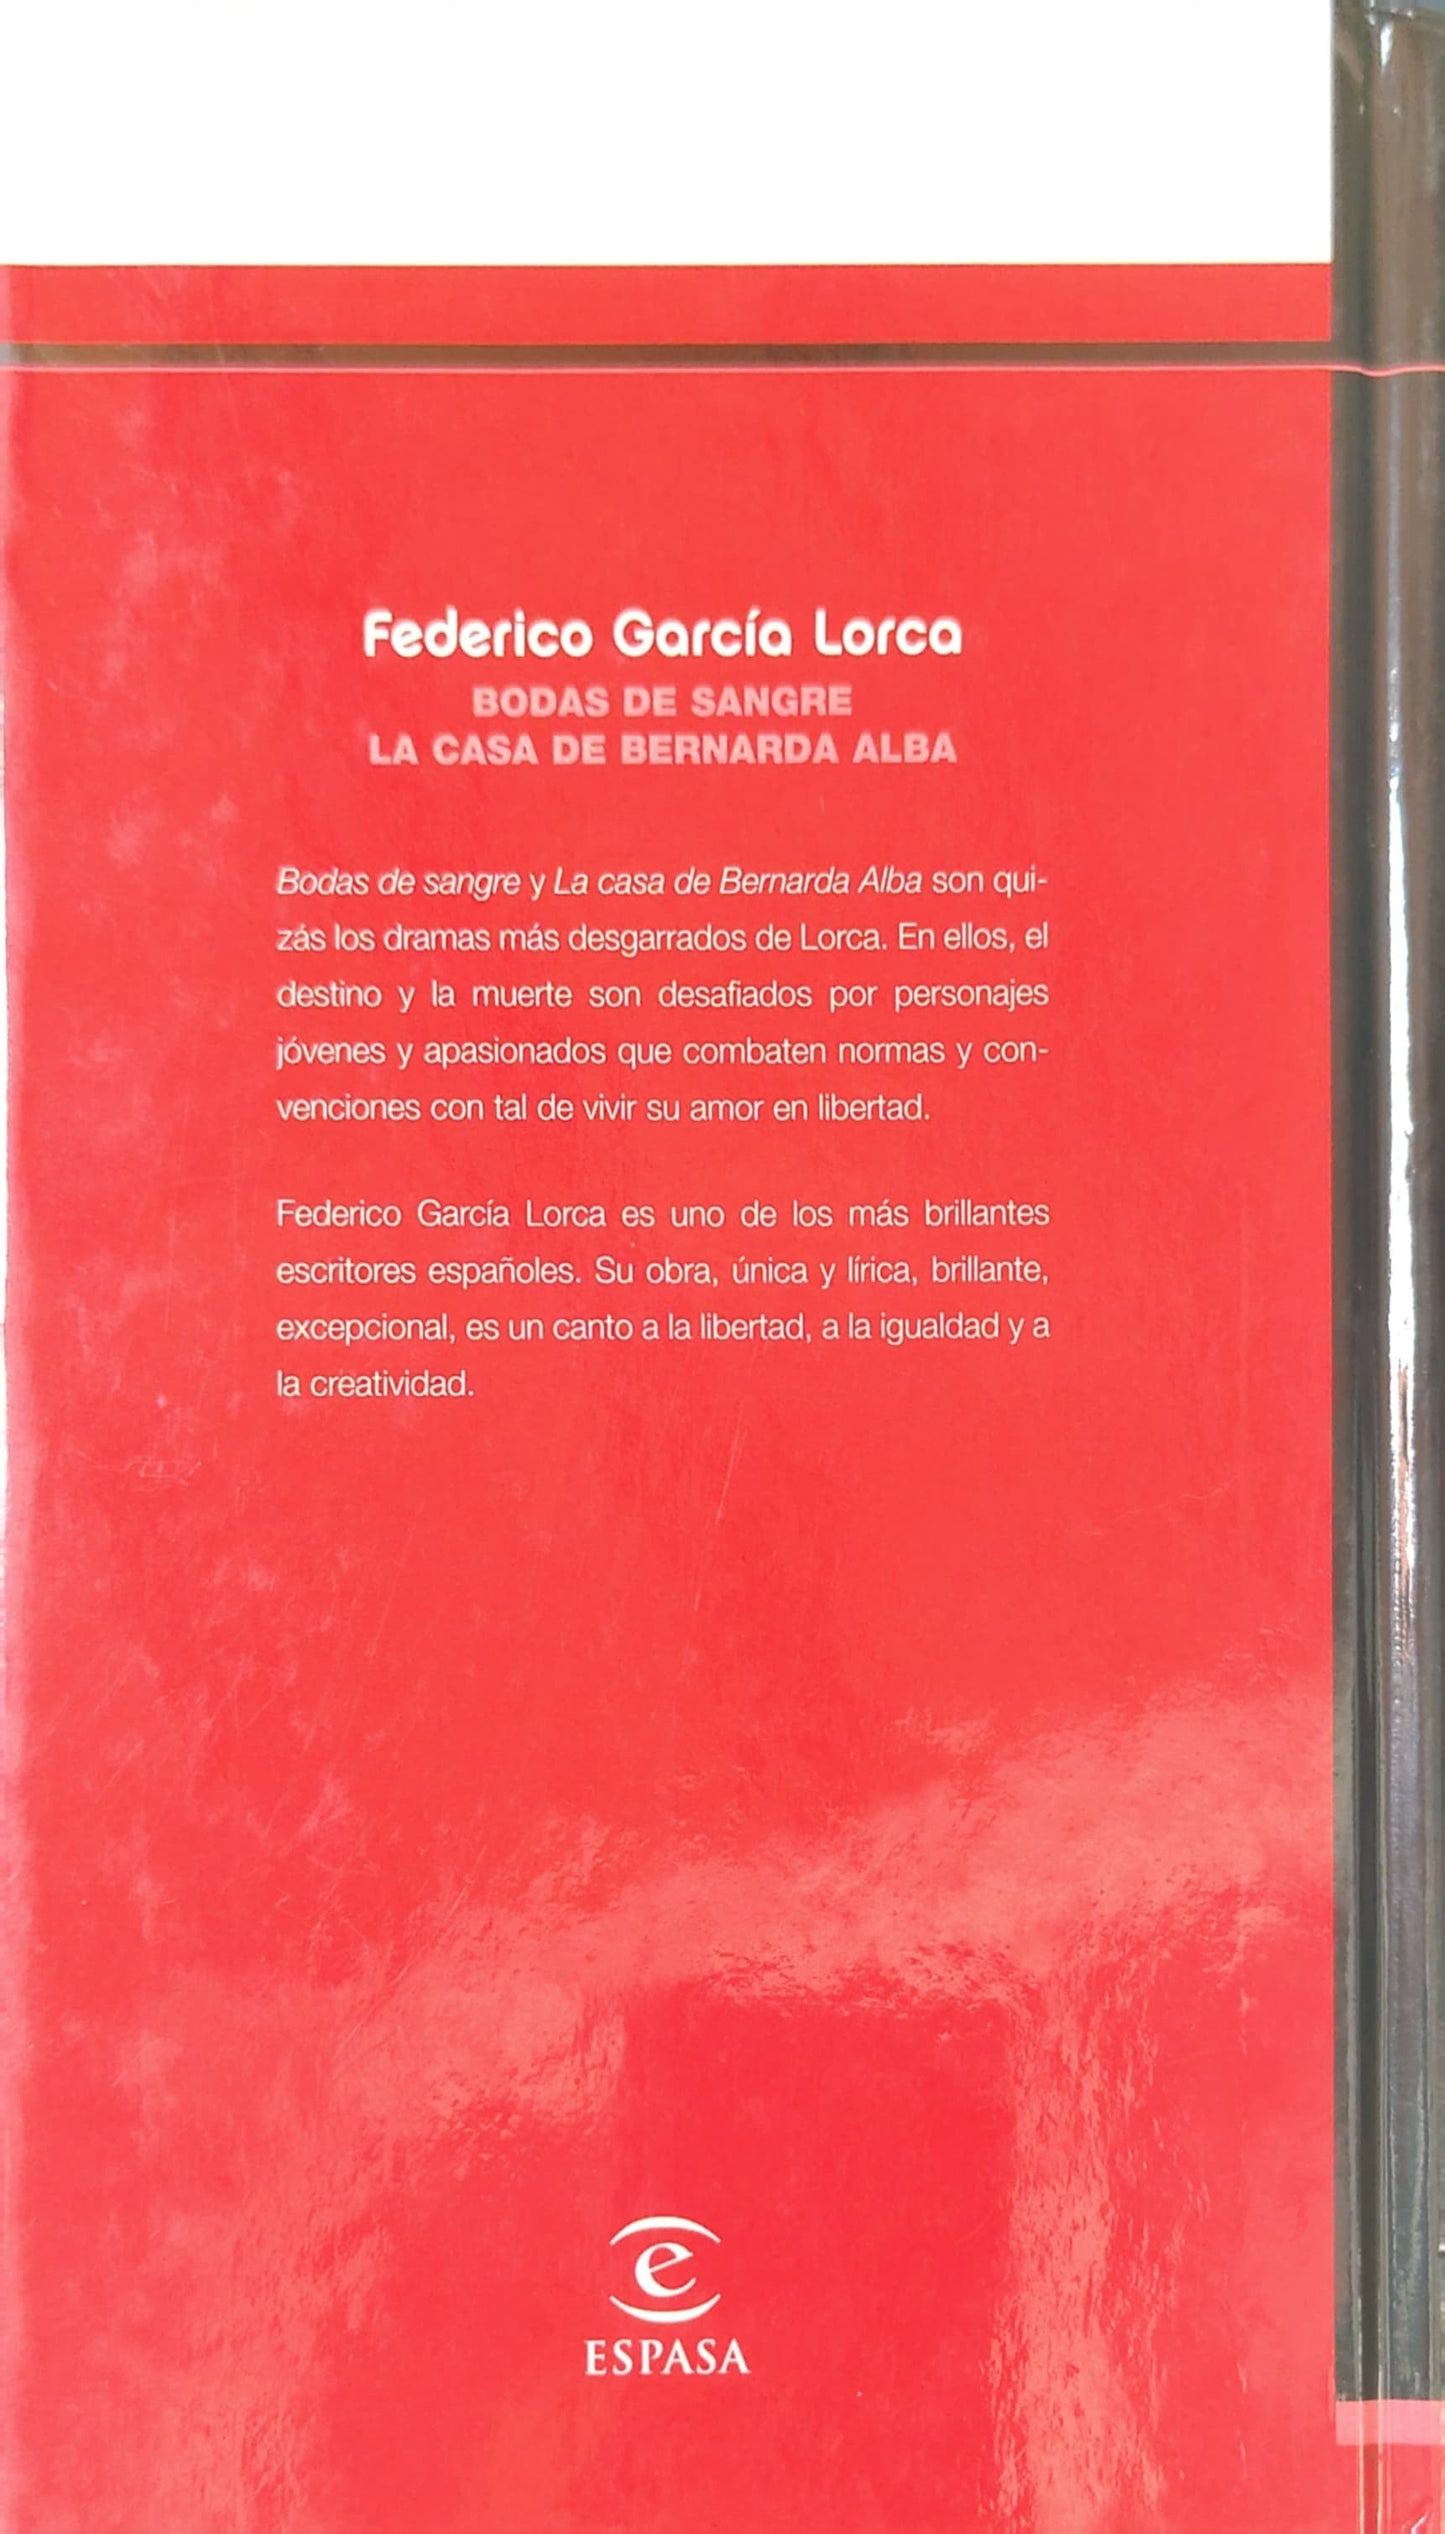 Federico García Lorca
BODAS DE SANGRE
LA CASA DE BERNARDA ALBA
Bodas de sangre y La casa de Bernarda Alba son qui-
zás los dramas más desgarrados de Lorca. En ellos, el
destino y la muerte son desafiados por personajes
jóvenes y apasionados que combaten normas y con-
venciones con tal de vivir su amor en libertad.
Federico García Lorca es uno de los más brillantes
escritores españoles. Su obra, única y lírica, brillante,
excepcional, es un canto a la libertad, a la igualdad y a
la creatividad.
e
ESPASA